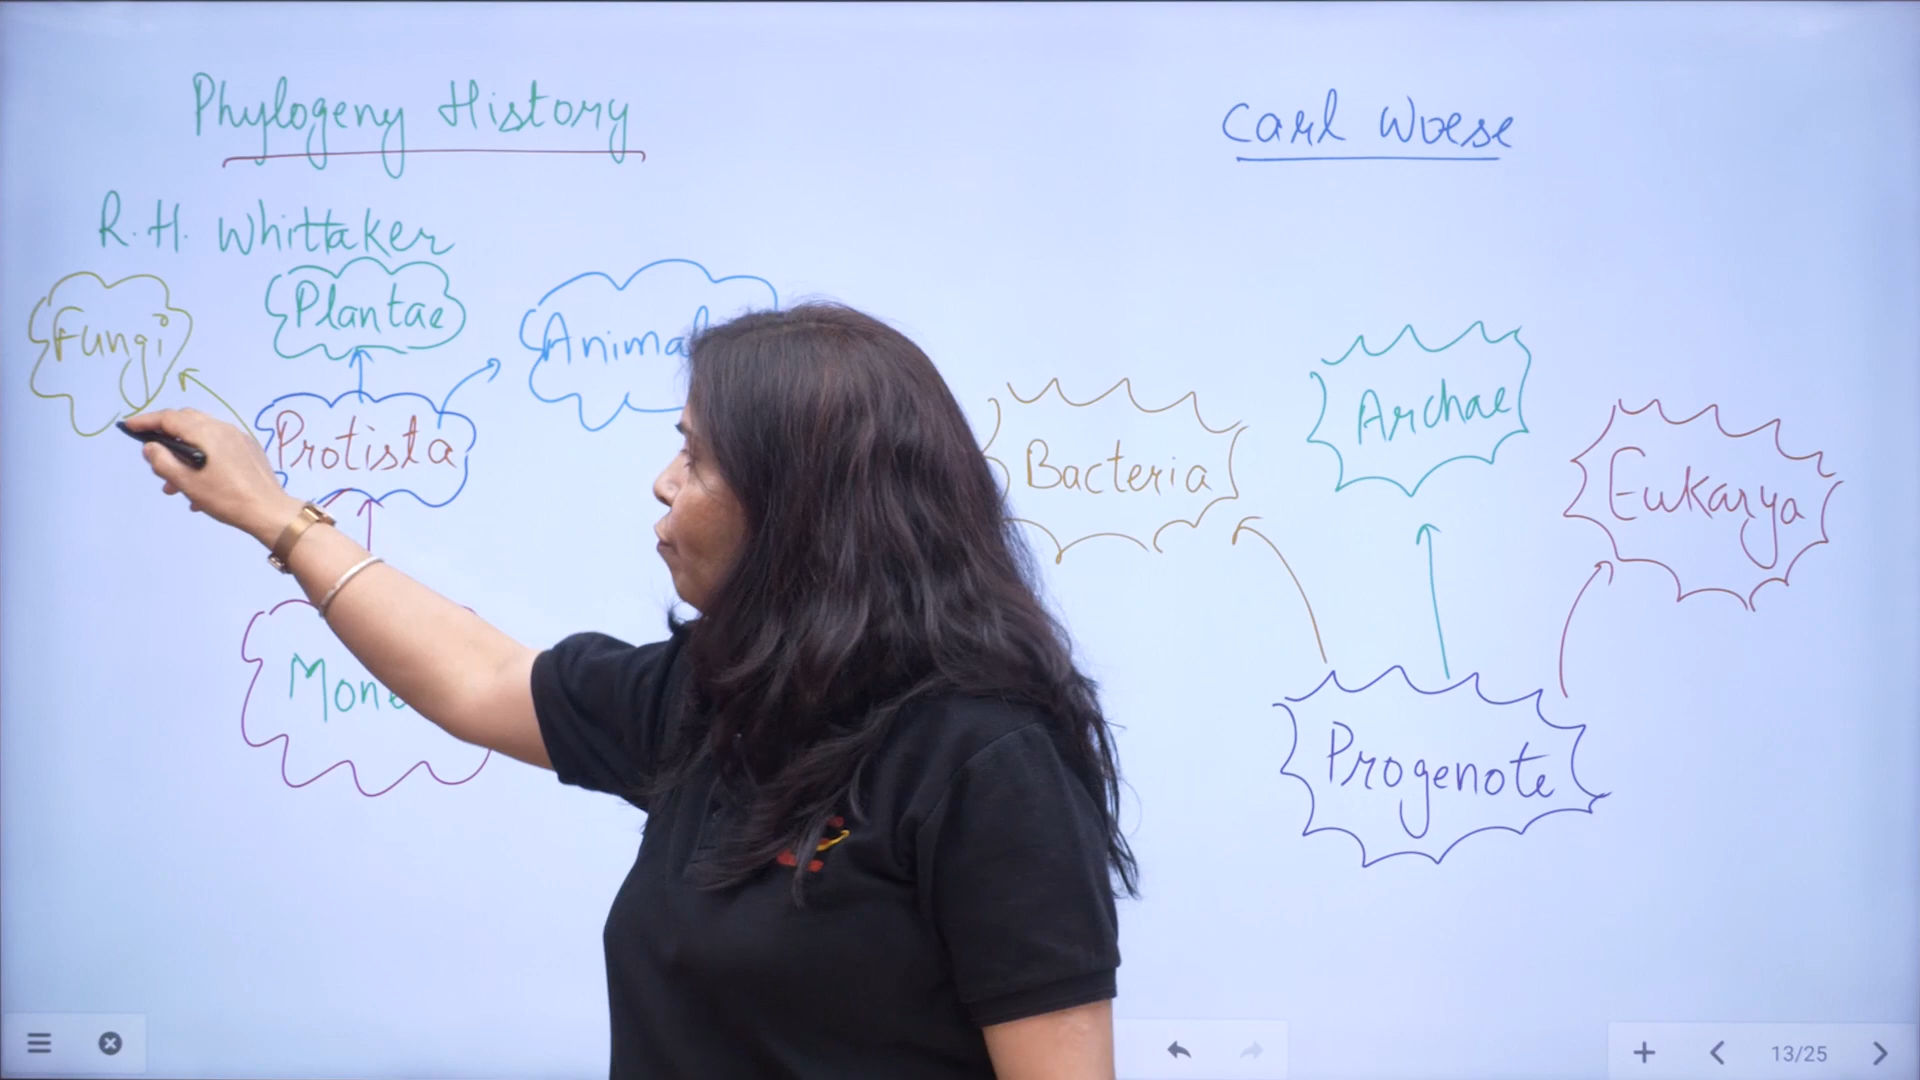 Phylogeny History
R.H. Whittaker
Fungi
Plantae
Protista
Carl Woese
Bacteria
Archae
Eukarya
Progenote
13/25